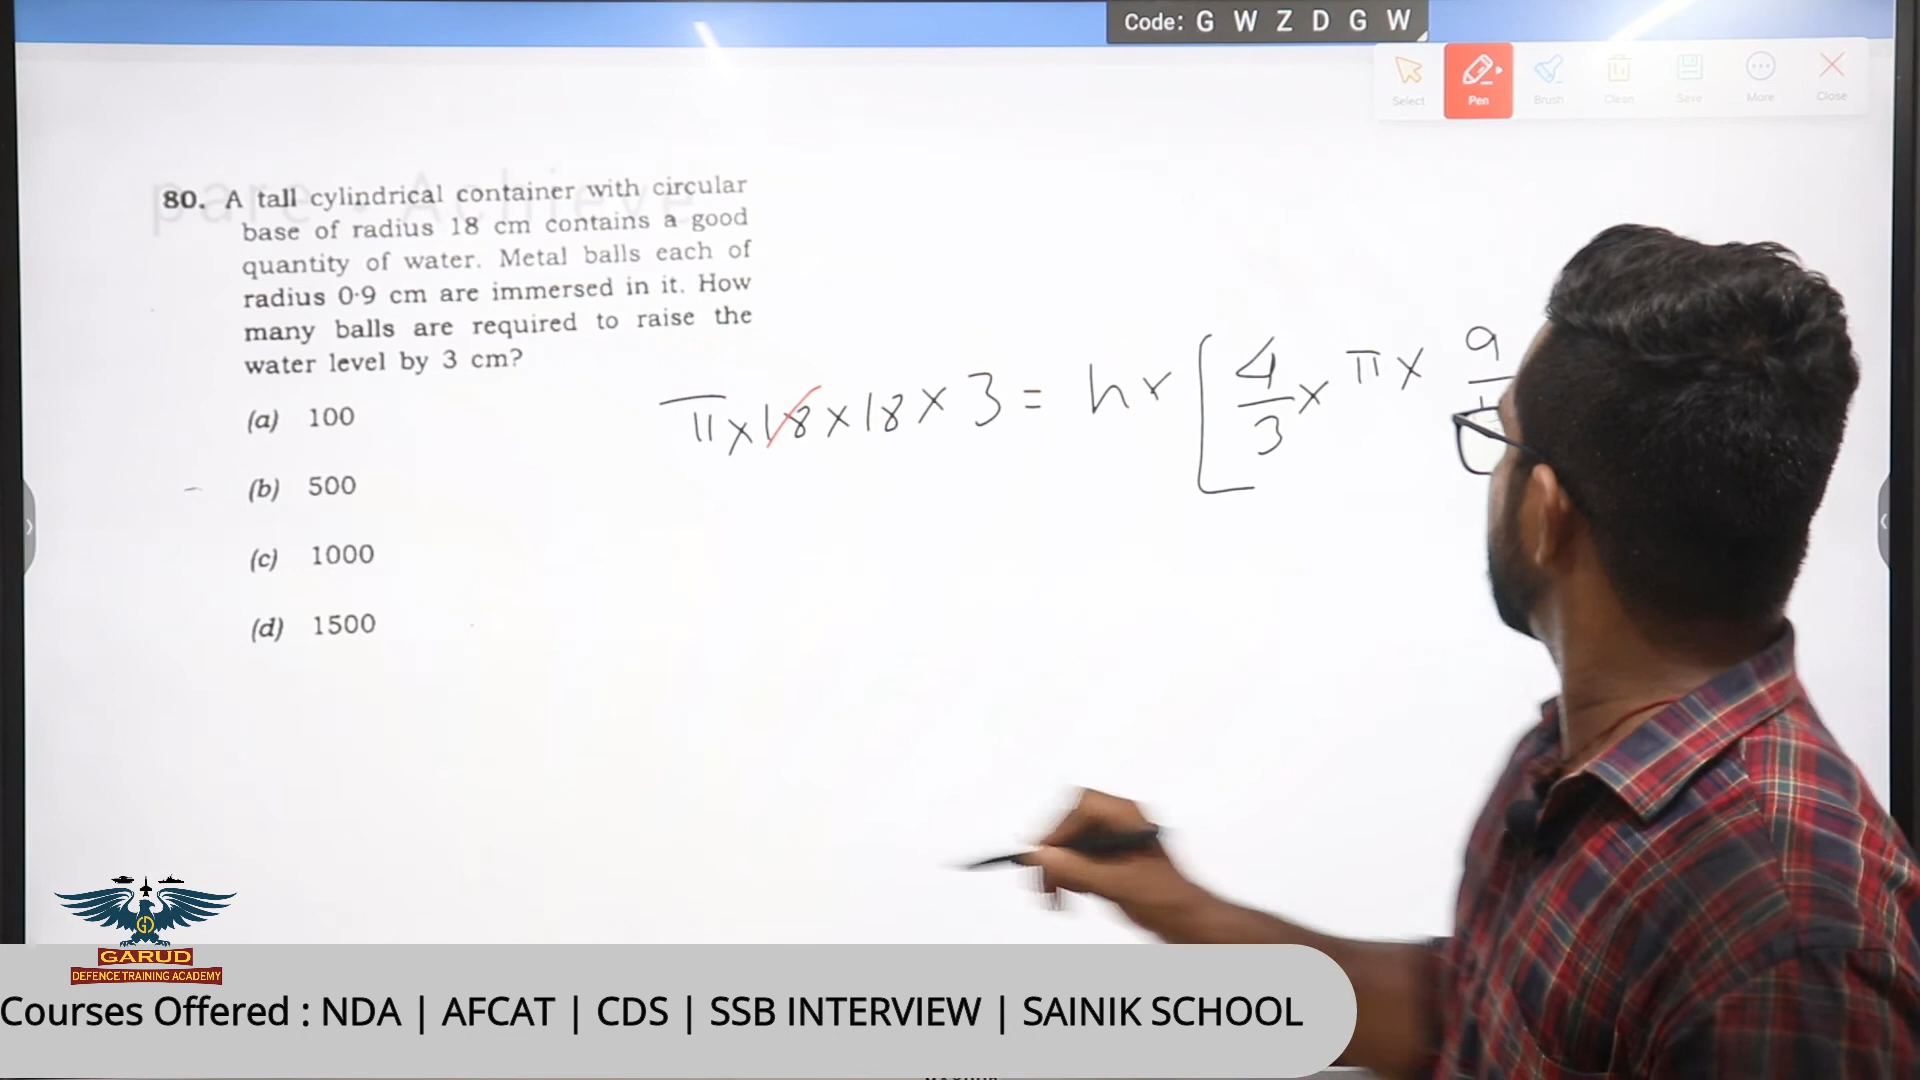 Code: G W Z D G W
Select Pen Brush Clean Save More Close
80. A tall cylindrical container with circular
base of radius 18 cm contains a good
quantity of water. Metal balls each of
radius 0·9 cm are immersed in it. How
many balls are required to raise the
water level by 3 cm?
(a) 100
(b) 500
(c) 1000
(d) 1500
π × 18 × 18 × 3 = n × [ 4/3 × π × 9
GARUD
DEFENCE TRAINING ACADEMY
Courses Offered : NDA | AFCAT | CDS | SSB INTERVIEW | SAINIK SCHOOL